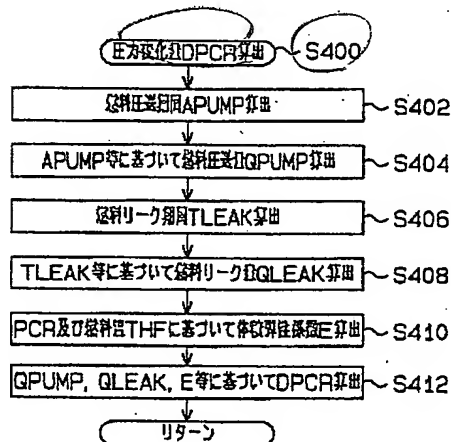 圧力変化量DPCR算出 S400
燃料圧送期間APUMP算出 S402
APUMP等に基づいて燃料圧送量QPUMP算出 S404
燃料リーク期間TLEAK算出 S406
TLEAK等に基づいて燃料リーク量QLEAK算出 S408
PCR及び燃料温THFに基づいて体積弾性係数E算出 S410
QPUMP, QLEAK, E等に基づいてDPCR算出 S412
リターン